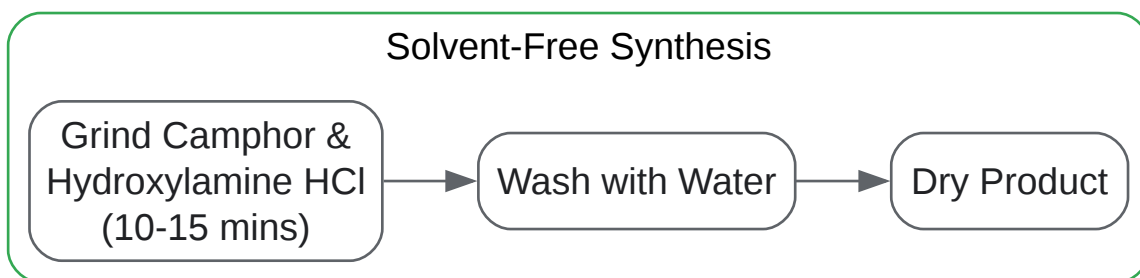 Solvent-Free Synthesis
Grind Camphor &
Hydroxylamine HCl
(10-15 mins)
Wash with Water
Dry Product